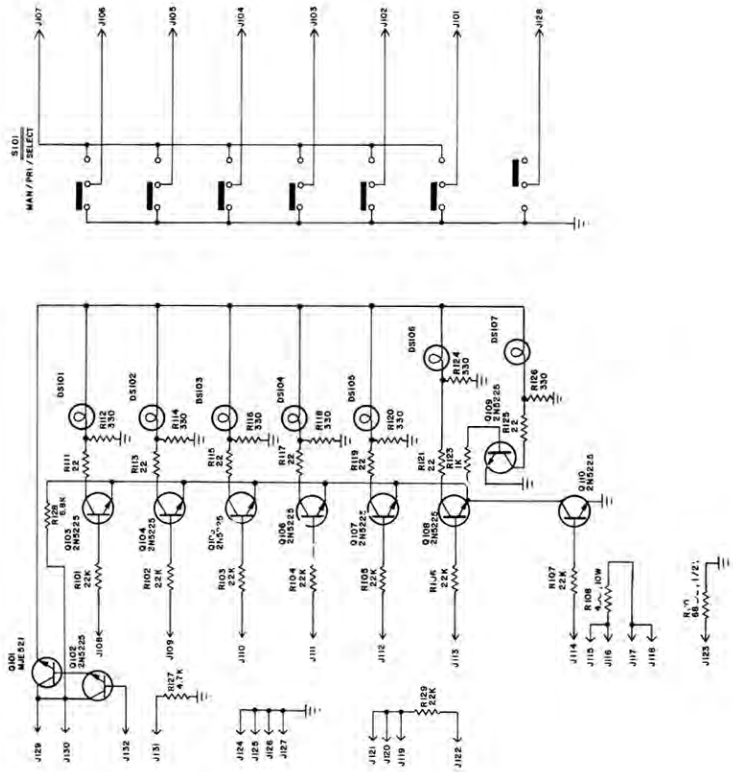 J107
J106
J105
J104
J103
J102
J101
J128
S101
MAN/PRI/SELECT
DS101
R112
330
R111
22
DS102
R114
330
R113
22
DS103
R116
330
R115
22
DS104
R118
330
R117
22
DS105
R120
330
R119
22
DS106
R124
330
R121
22
R123
1K
DS107
R126
330
Q109
2N5225
R125
22
R128
6.8K
Q103
2N5225
R101
22K
J108
Q104
2N5225
R102
22K
J109
R103
22K
J110
Q106
2N5225
R104
22K
J111
Q107
2N5225
R105
22K
J112
Q108
2N5225
22K
J113
Q110
2N5225
R107
22K
J114
R108
10W
J115
J116
J117
J118
J123
Q101
MJE521
Q102
2N5225
J129
J130
J132
J131
R127
4.7K
J124
J125
J126
J127
J121
J120
J119
R129
22K
J122